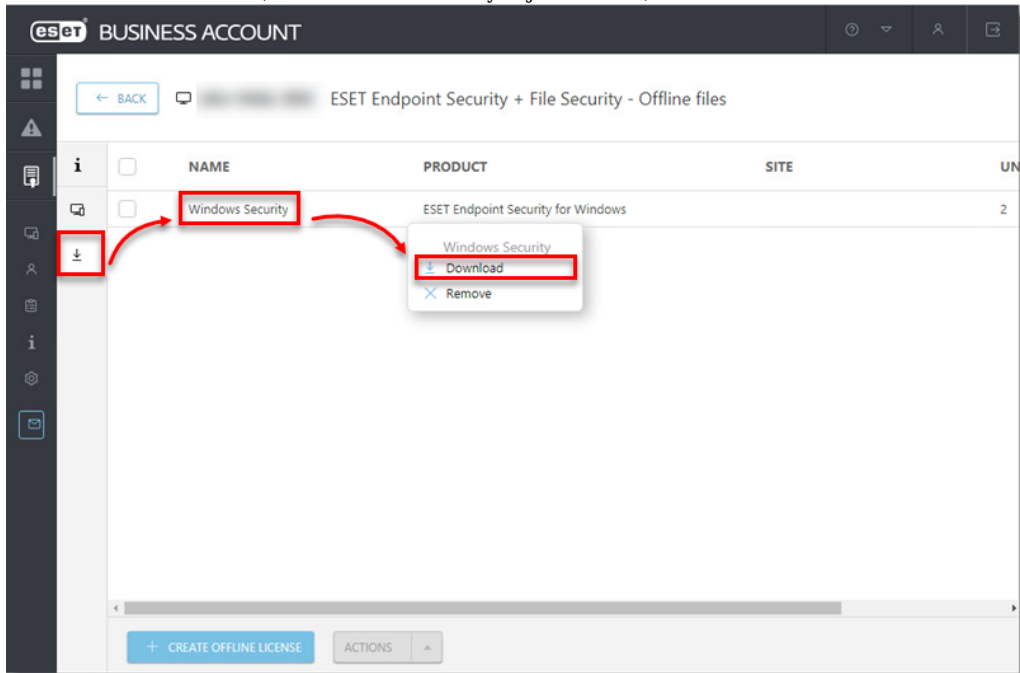 eset BUSINESS ACCOUNT
← BACK
ESET Endpoint Security + File Security - Offline files
NAME PRODUCT SITE UN
Windows Security ESET Endpoint Security for Windows 2
Windows Security
Download
Remove
+ CREATE OFFLINE LICENSE ACTIONS